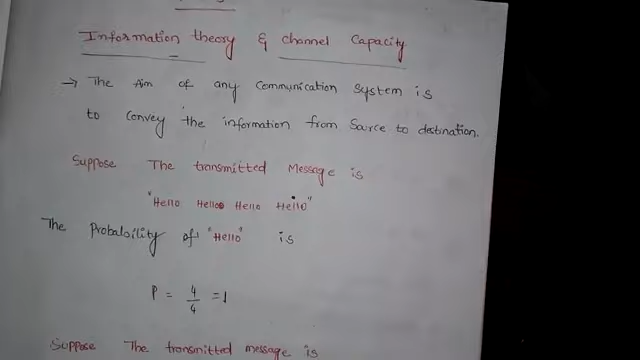 Information theory & channel Capacity
→ The Aim of any Communication System is
to convey the information from Source to destination.
Suppose The transmitted Message is
"Hello Hello Hello Hello"
The Probability of "Hello" is
P = 4/4 = 1
Suppose The transmitted message is